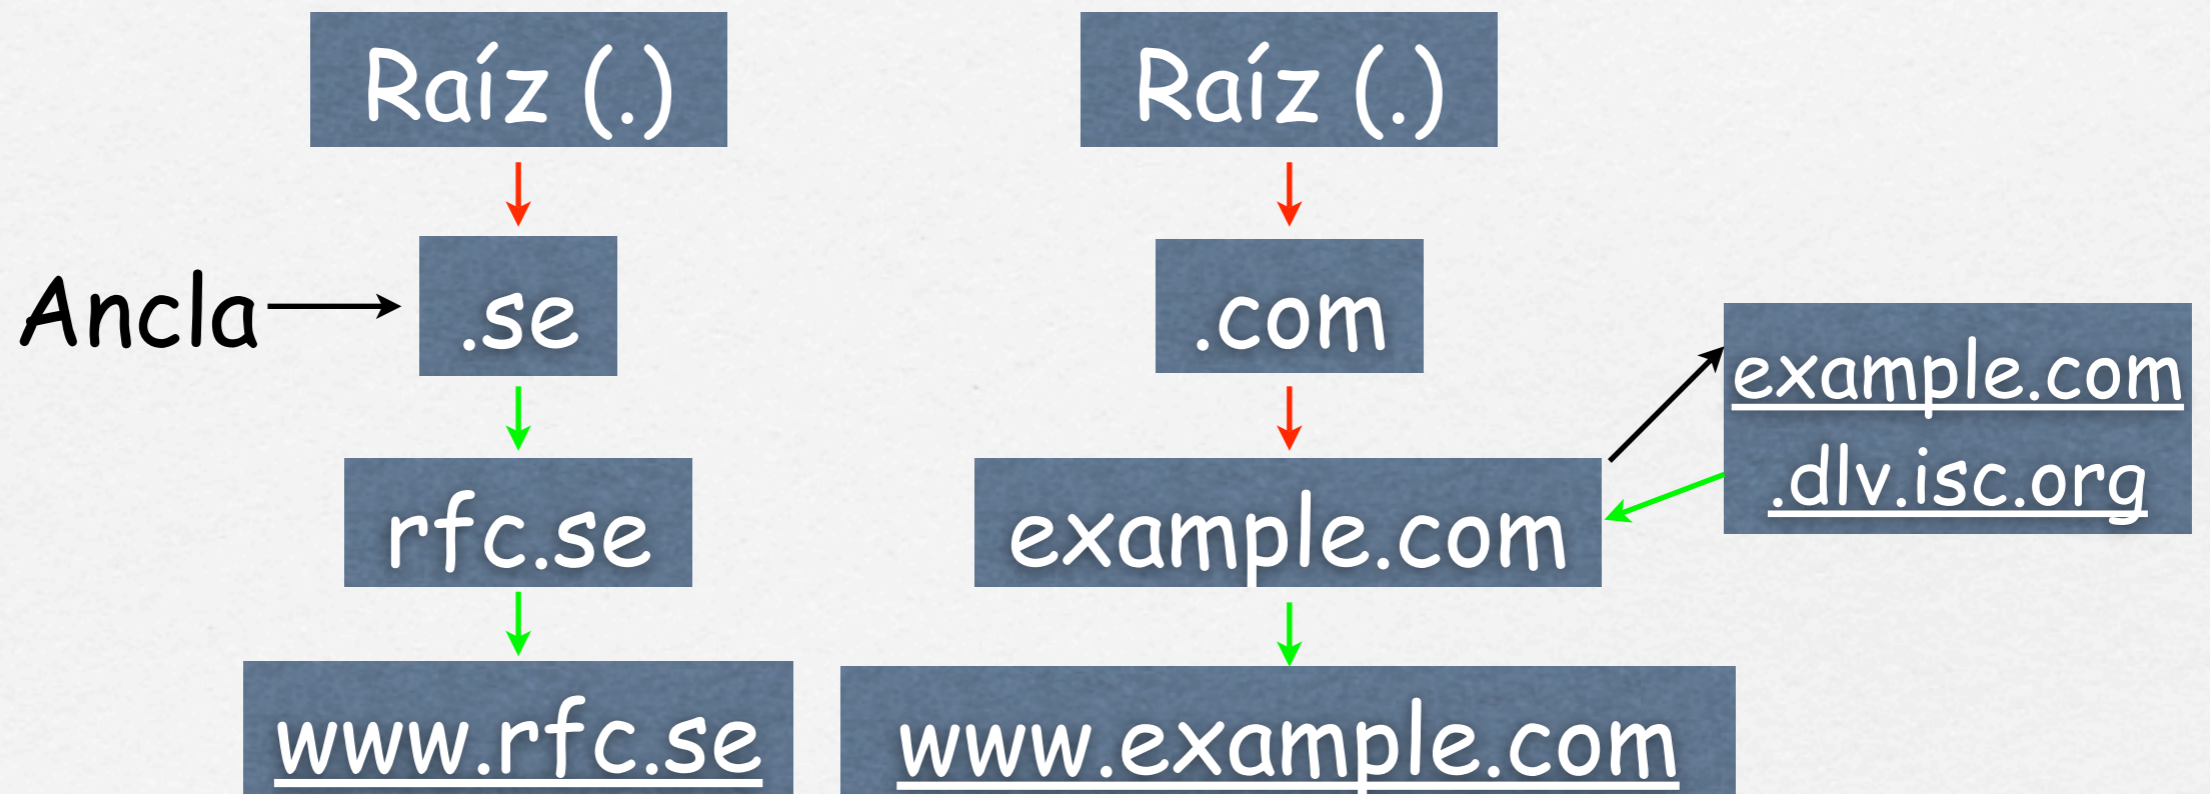 Raíz (.)
Raíz (.)
Ancla
.se
.com
example.com
.dlv.isc.org
rfc.se
example.com
www.rfc.se
www.example.com